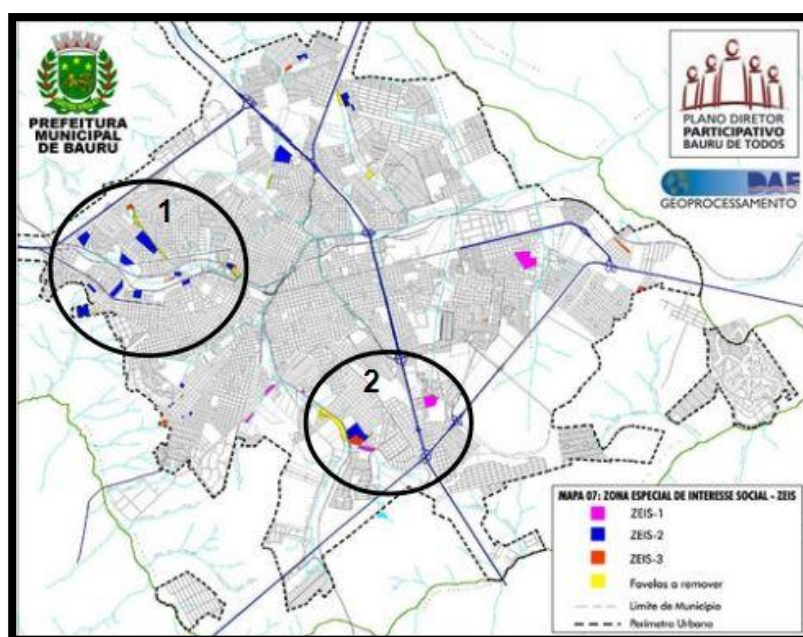 PREFEITURA
MUNICIPAL
DE BAURU
PLANO DIRETOR
PARTICIPATIVO
BAURU DE TODOS
DAE
GEOPROCESSAMENTO
1
2
MAPA 07: ZONA ESPECIAL DE INTERESSE SOCIAL - ZEIS
ZEIS-1
ZEIS-2
ZEIS-3
Favelas a remover
Limite de Município
Perímetro Urbano